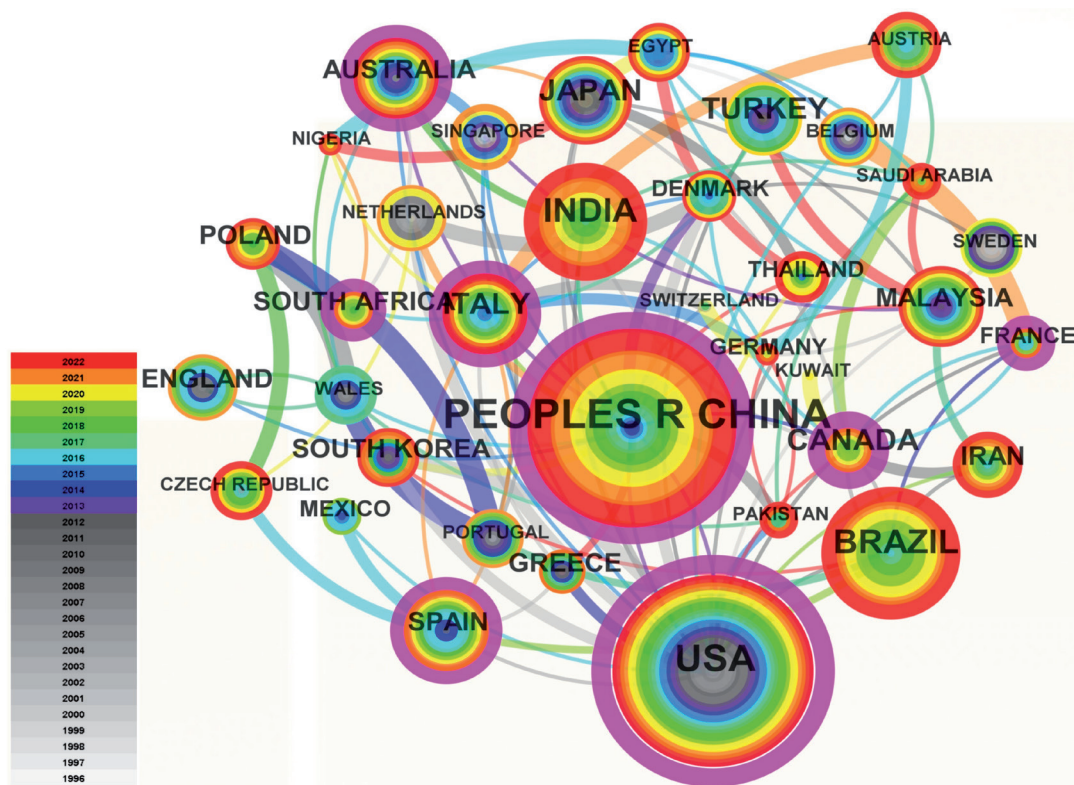 EGYPT
AUSTRIA
AUSTRALIA
JAPAN
TURKEY
SINGAPORE
BELGIUM
NIGERIA
SAUDI ARABIA
DENMARK
NETHERLANDS
INDIA
POLAND
SWEDEN
THAILAND
SOUTH AFRICA
ITALY
SWITZERLAND
MALAYSIA
FRANCE
GERMANY
KUWAIT
ENGLAND
WALES
PEOPLES R CHINA
CANADA
SOUTH KOREA
IRAN
CZECH REPUBLIC
MEXICO
PAKISTAN
PORTUGAL
BRAZIL
GREECE
SPAIN
USA
2022
2021
2020
2019
2018
2017
2016
2015
2014
2013
2012
2011
2010
2009
2008
2007
2006
2005
2004
2003
2002
2001
2000
1999
1998
1997
1996